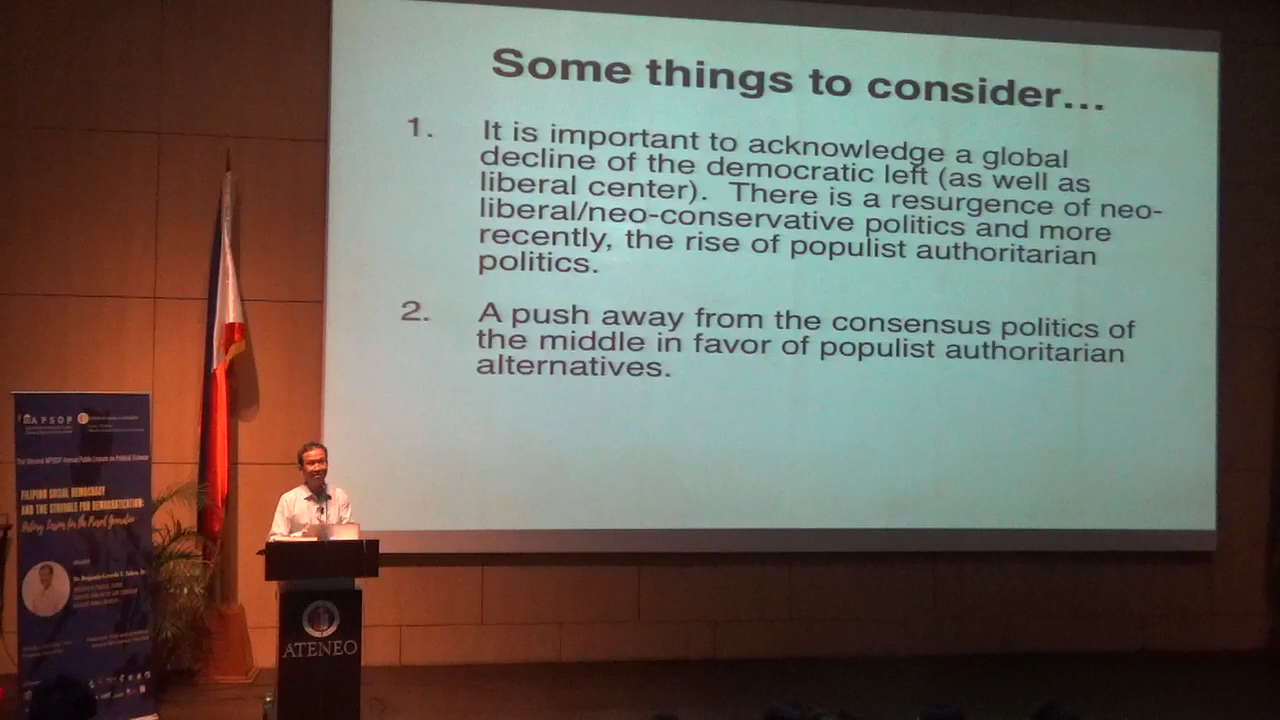 Some things to consider...
1. It is important to acknowledge a global
decline of the democratic left (as well as
liberal center). There is a resurgence of neo-
liberal/neo-conservative politics and more
recently, the rise of populist authoritarian
politics.
2. A push away from the consensus politics of
the middle in favor of populist authoritarian
alternatives.
APSOP
FILIPINO SOCIAL DEMOCRACY
AND THE STRUGGLE FOR DEMOCRATIZATION:
ATENEO